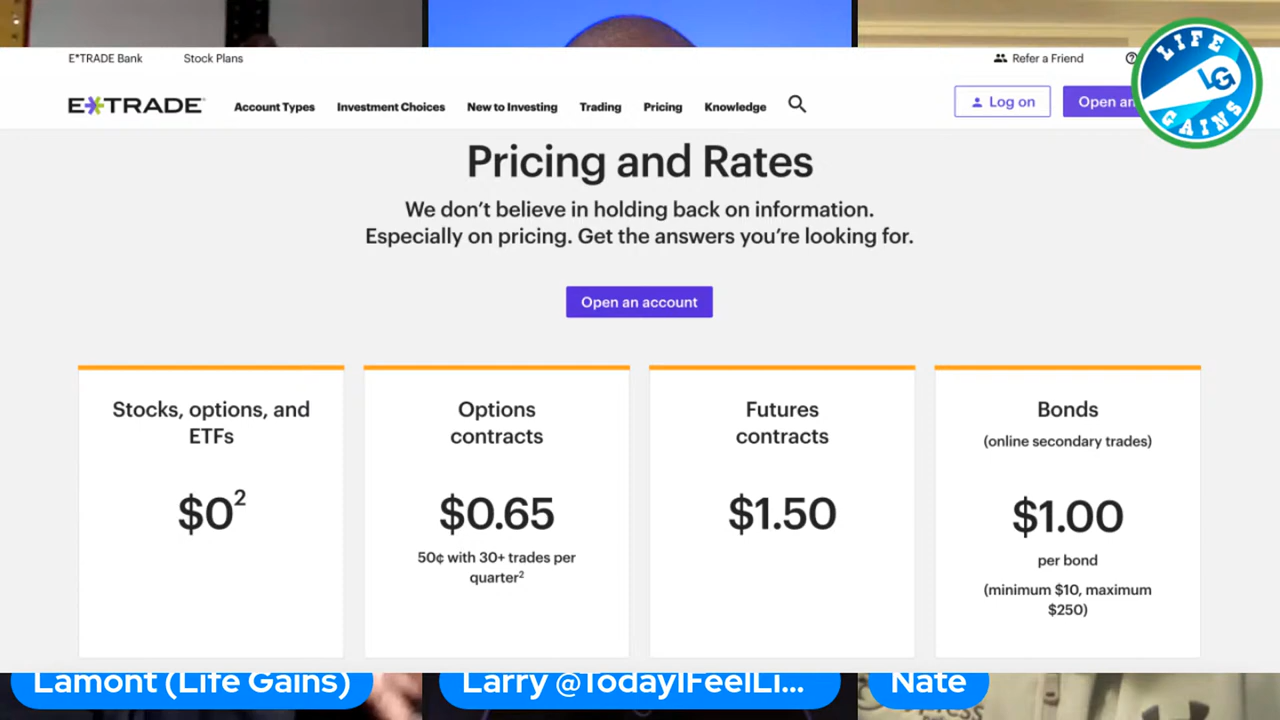 E*TRADE Bank
Stock Plans
Refer a Friend
LIFE
LG
GAINS
E*TRADE
Account Types
Investment Choices
New to Investing
Trading
Pricing
Knowledge
Log on
Open an
Pricing and Rates
We don't believe in holding back on information.
Especially on pricing. Get the answers you're looking for.
Open an account
Stocks, options, and
ETFs
$0²
Options
contracts
$0.65
50¢ with 30+ trades per
quarter²
Futures
contracts
$1.50
Bonds
(online secondary trades)
$1.00
per bond
(minimum $10, maximum
$250)
Lamont (Life Gains)
Larry @TodayIFeelLi...
Nate